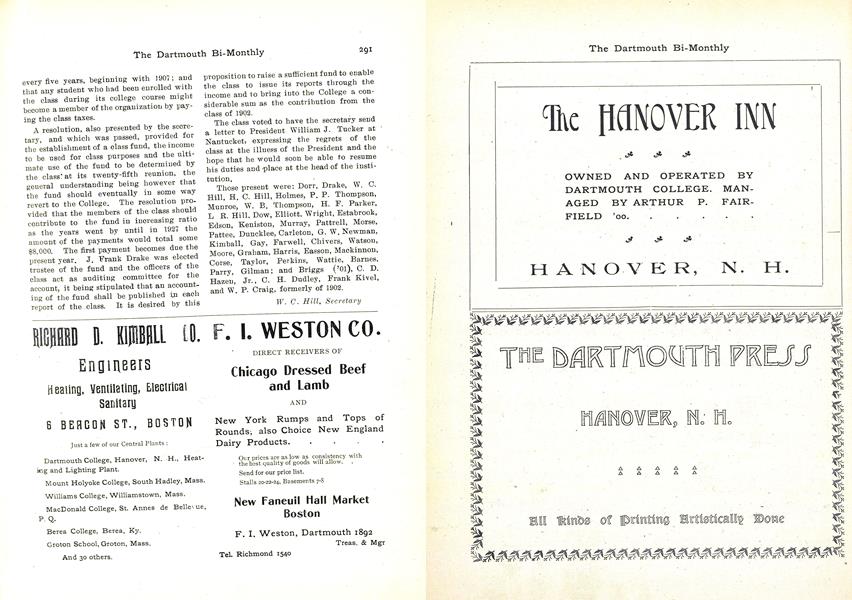 The Dartmouth Bi-Monthly 291
every five years, beginning with 1907; and
that any student who had been enrolled with
the class during its college course might
become a member of the organization by pay-
ing the class taxes.
A resolution, also presented by the secre-
tary, and which was passed, provided for
the establishment of a class fund, the income
to be used for class purposes and the ulti-
mate use of the fund to be determined by
the class at its twenty-fifth reunion, the
general understanding being however that
the fund should eventually in some way
revert to the College. The resolution pro-
vided that the members of the class should
contribute to the fund in increasing ratio
as the years went by until in 1927 the
amount of the payments would total some
$8,000. The first payment becomes due the
present year. J. Frank Drake was elected
trustee of the fund and the officers of the
class act as auditing committee for the
account, it being stipulated that an account-
ing of the fund shall be published in each
report of the class. It is desired by this
proposition to raise a sufficient fund to enable
the class to issue its reports through the
income and to bring into the College a con-
siderable sum as the contribution from the
class of 1902.
The class voted to have the secretary send
a letter to President William J. Tucker at
Nantucket, expressing the regrets of the
class at the illness of the President and the
hope that he would soon be able to resume
his duties and place at the head of the insti-
tution.
Those present were: Dorr, Drake, W. C.
Hill, H. C. Hill, Holmes, P. P. Thompson,
Munroe, W. B. Thompson, H. F. Parker,
L R. Hill, Dow, Elliott, Wright, Estabrook,
Edson, Keniston, Murray, Pattrell, Morse,
Pattee, Duncklee, Carleton, G. W. Newman,
Kimball, Gay, Farwell, Chivers, Watson,
Moore, Graham, Harris, Easson, Mackinnon,
Corse, Taylor, Perkins, Wattie, Barnes,
Parry, Gilman; and Briggs ('01), C. D.
Hazen, Jr., C. H. Dudley, Frank Kivel,
and W. P. Craig, formerly of 1902.
W. C. Hill, Secretary
RICHARD D. KIMBALL CO.
Engineers
Heating, Ventilating, Electrical
Sanitary
6 BEACON ST., BOSTON
Just a few of our Central Plants:
Dartmouth College, Hanover, N. H., Heat-
ing and Lighting Plant.
Mount Holyoke College, South Hadley, Mass.
Williams College, Williamstown, Mass.
MacDonald College, St. Annes de Bellevue,
P. Q.
Berea College, Berea, Ky.
Groton School, Groton, Mass.
And 30 others.
F. I. WESTON CO.
DIRECT RECEIVERS OF
Chicago Dressed Beef
and Lamb
AND
New York Rumps and Tops of
Rounds; also Choice New England
Dairy Products. . . . .
Our prices are as low as consistency with
the best quality of goods will allow. .
Send for our price list.
Stalls 20-22-24, Basements 7-8
New Faneuil Hall Market
Boston
F. I. Weston, Dartmouth 1892
Treas. & Mgr
Tel. Richmond 1540
The Dartmouth Bi-Monthly
The HANOVER INN
OWNED AND OPERATED BY
DARTMOUTH COLLEGE. MAN-
AGED BY ARTHUR P. FAIR-
FIELD '00. . . . . .
HANOVER, N. H.
THE DARTMOUTH PRESS
HANOVER, N. H.
All Kinds of Printing Artistically Done